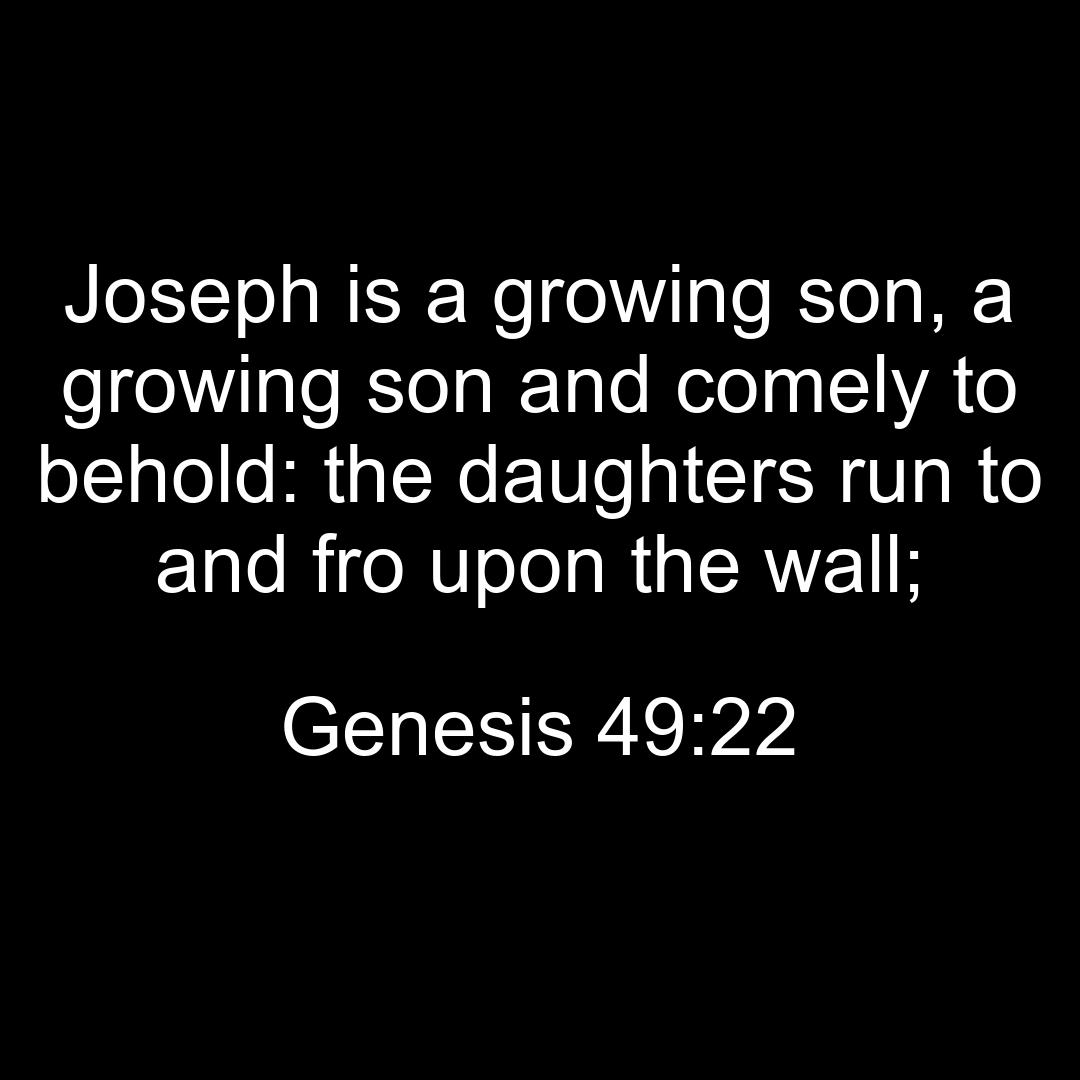 Joseph is a growing son, a
growing son and comely to
behold: the daughters run to
and fro upon the wall;
Genesis 49:22